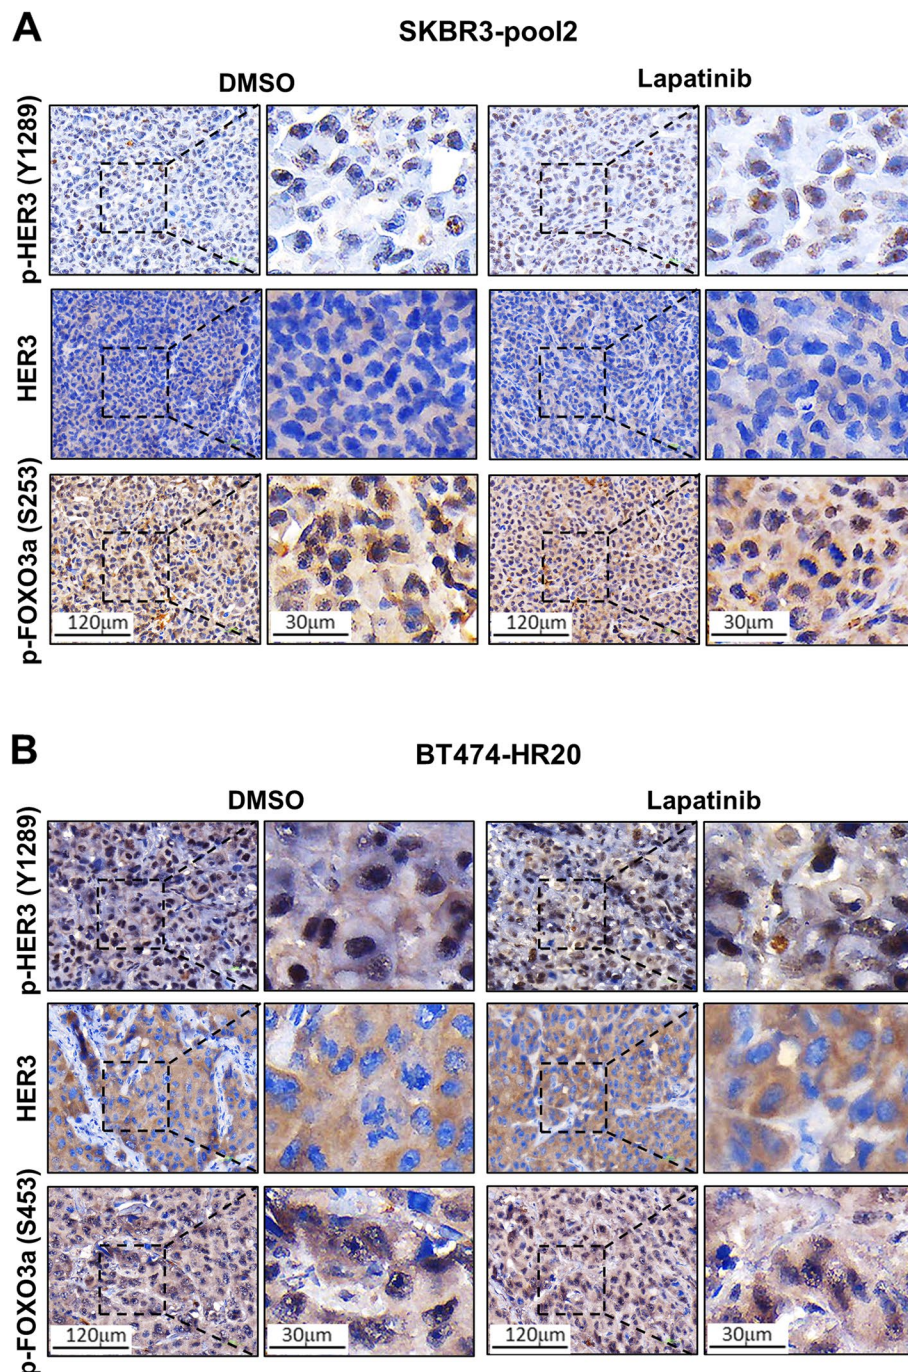 A
SKBR3-pool2
DMSO
Lapatinib
p-HER3 (Y1289)
HER3
p-FOXO3a (S253)
120μm
30μm
120μm
30μm
B
BT474-HR20
DMSO
Lapatinib
p-HER3 (Y1289)
HER3
p-FOXO3a (S453)
120μm
30μm
120μm
30μm